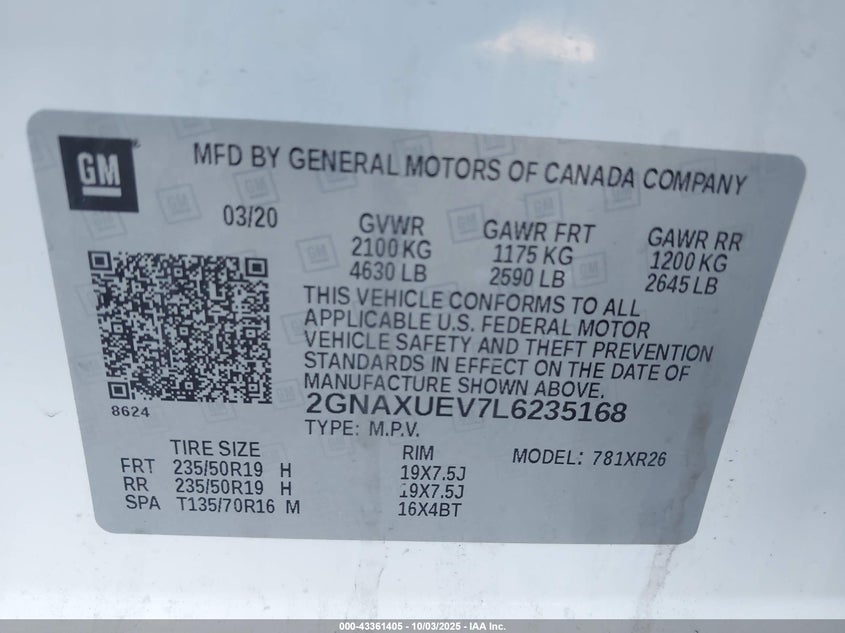 GM
MFD BY GENERAL MOTORS OF CANADA COMPANY
03/20
GVWR
2100 KG
4630 LB
GAWR FRT
1175 KG
2590 LB
GAWR RR
1200 KG
2645 LB
THIS VEHICLE CONFORMS TO ALL
APPLICABLE U.S. FEDERAL MOTOR
VEHICLE SAFETY AND THEFT PREVENTION
STANDARDS IN EFFECT ON THE DATE OF
MANUFACTURE SHOWN ABOVE.
8624
2GNAXUEV7L6235168
TYPE: M.P.V.
TIRE SIZE
RIM
MODEL: 781XR26
FRT 235/50R19 H 19X7.5J
RR 235/50R19 H 19X7.5J
SPA T135/70R16 M 16X4BT
000-43361405 - 10/03/2025 - IAA Inc.